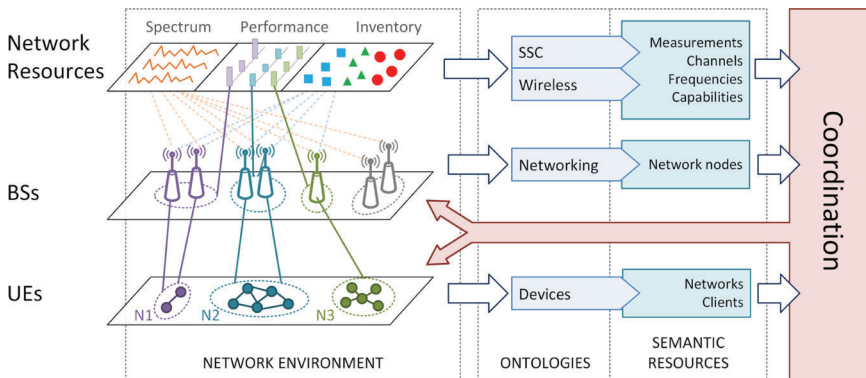 Spectrum
Performance
Inventory
Network
Resources
SSC
Wireless
Measurements
Channels
Frequencies
Capabilities
BSs
Networking
Network nodes
Coordination
UEs
N1
N2
N3
Devices
Networks
Clients
NETWORK ENVIRONMENT
ONTOLOGIES
SEMANTIC
RESOURCES